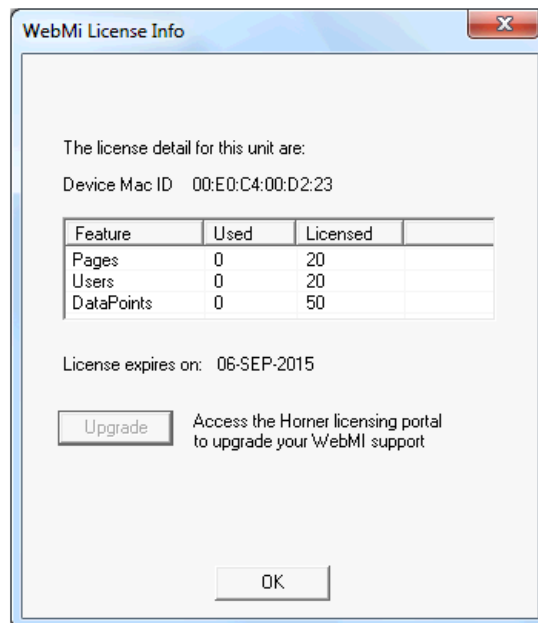 WebMi License Info
The license detail for this unit are:
Device Mac ID 00:E0:C4:00:D2:23
Feature Used Licensed
Pages 0 20
Users 0 20
DataPoints 0 50
License expires on: 06-SEP-2015
Upgrade
Access the Horner licensing portal
to upgrade your WebMI support
OK